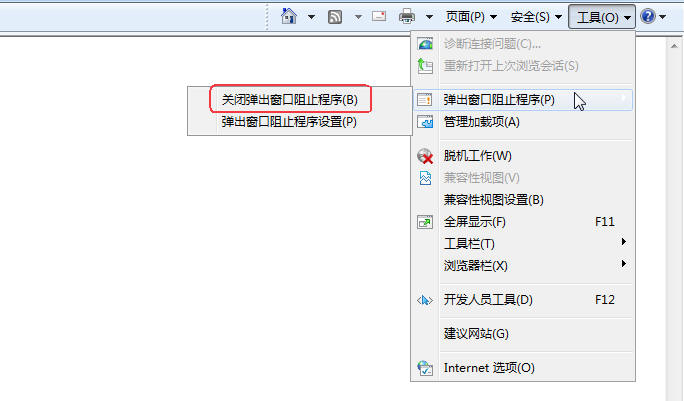 页面(P)
安全(S)
工具(O)
诊断连接问题(C)...
重新打开上次浏览会话(S)
关闭弹出窗口阻止程序(B)
弹出窗口阻止程序设置(P)
弹出窗口阻止程序(P)
管理加载项(A)
脱机工作(W)
兼容性视图(V)
兼容性视图设置(B)
全屏显示(F) F11
工具栏(T)
浏览器栏(X)
开发人员工具(D) F12
建议网站(G)
Internet 选项(O)